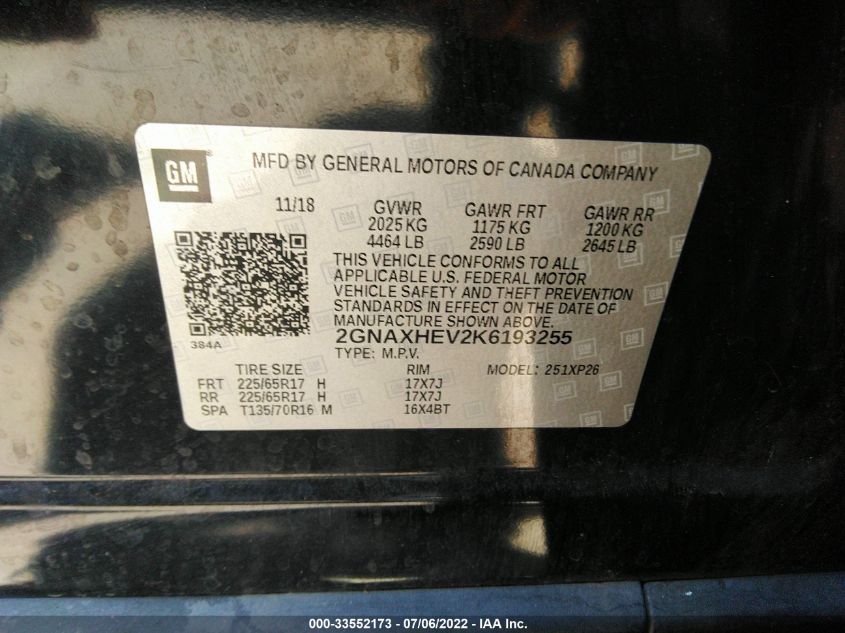 GM
MFD BY GENERAL MOTORS OF CANADA COMPANY
11/18 GVWR GAWR FRT GAWR RR
2025 KG 1175 KG 1200 KG
4464 LB 2590 LB 2645 LB
THIS VEHICLE CONFORMS TO ALL
APPLICABLE U.S. FEDERAL MOTOR
VEHICLE SAFETY AND THEFT PREVENTION
STANDARDS IN EFFECT ON THE DATE OF
MANUFACTURE SHOWN ABOVE.
384A
2GNAXHEV2K6193255
TYPE: M.P.V. MODEL: 251XP26
TIRE SIZE RIM
FRT 225/65R17 H 17X7J
RR 225/65R17 H 17X7J
SPA T135/70R16 M 16X4BT
000-33552173 - 07/06/2022 - IAA Inc.